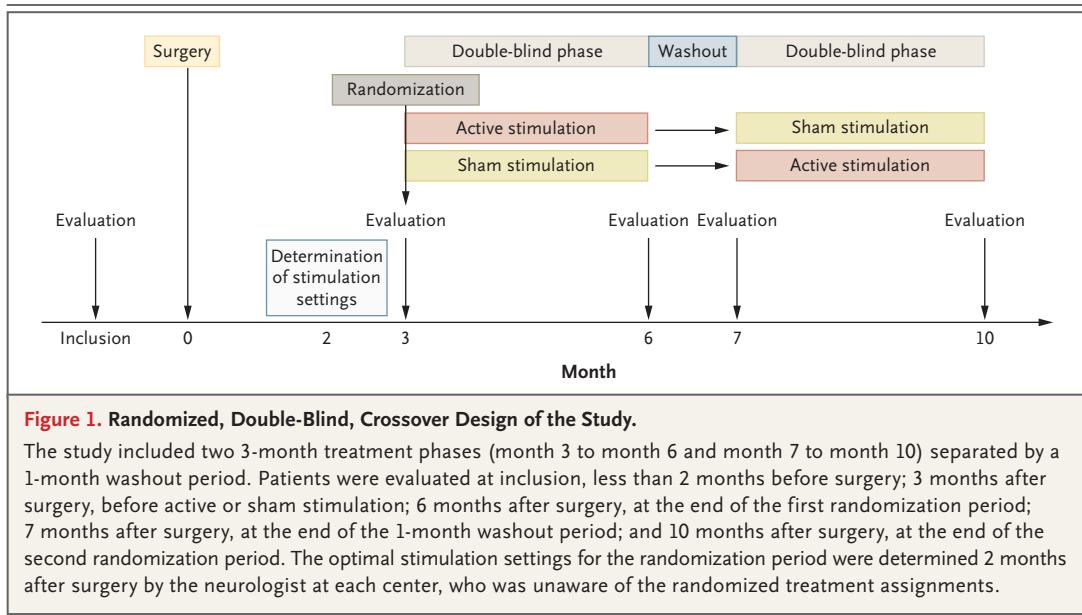 Surgery
Double-blind phase
Washout
Double-blind phase
Randomization
Active stimulation
Sham stimulation
Sham stimulation
Active stimulation
Evaluation
Evaluation
Evaluation
Evaluation
Evaluation
Determination
of stimulation
settings
Inclusion
0
2
3
6
7
10
Month
Figure 1. Randomized, Double-Blind, Crossover Design of the Study.
The study included two 3-month treatment phases (month 3 to month 6 and month 7 to month 10) separated by a
1-month washout period. Patients were evaluated at inclusion, less than 2 months before surgery; 3 months after
surgery, before active or sham stimulation; 6 months after surgery, at the end of the first randomization period;
7 months after surgery, at the end of the 1-month washout period; and 10 months after surgery, at the end of the
second randomization period. The optimal stimulation settings for the randomization period were determined 2 months
after surgery by the neurologist at each center, who was unaware of the randomized treatment assignments.